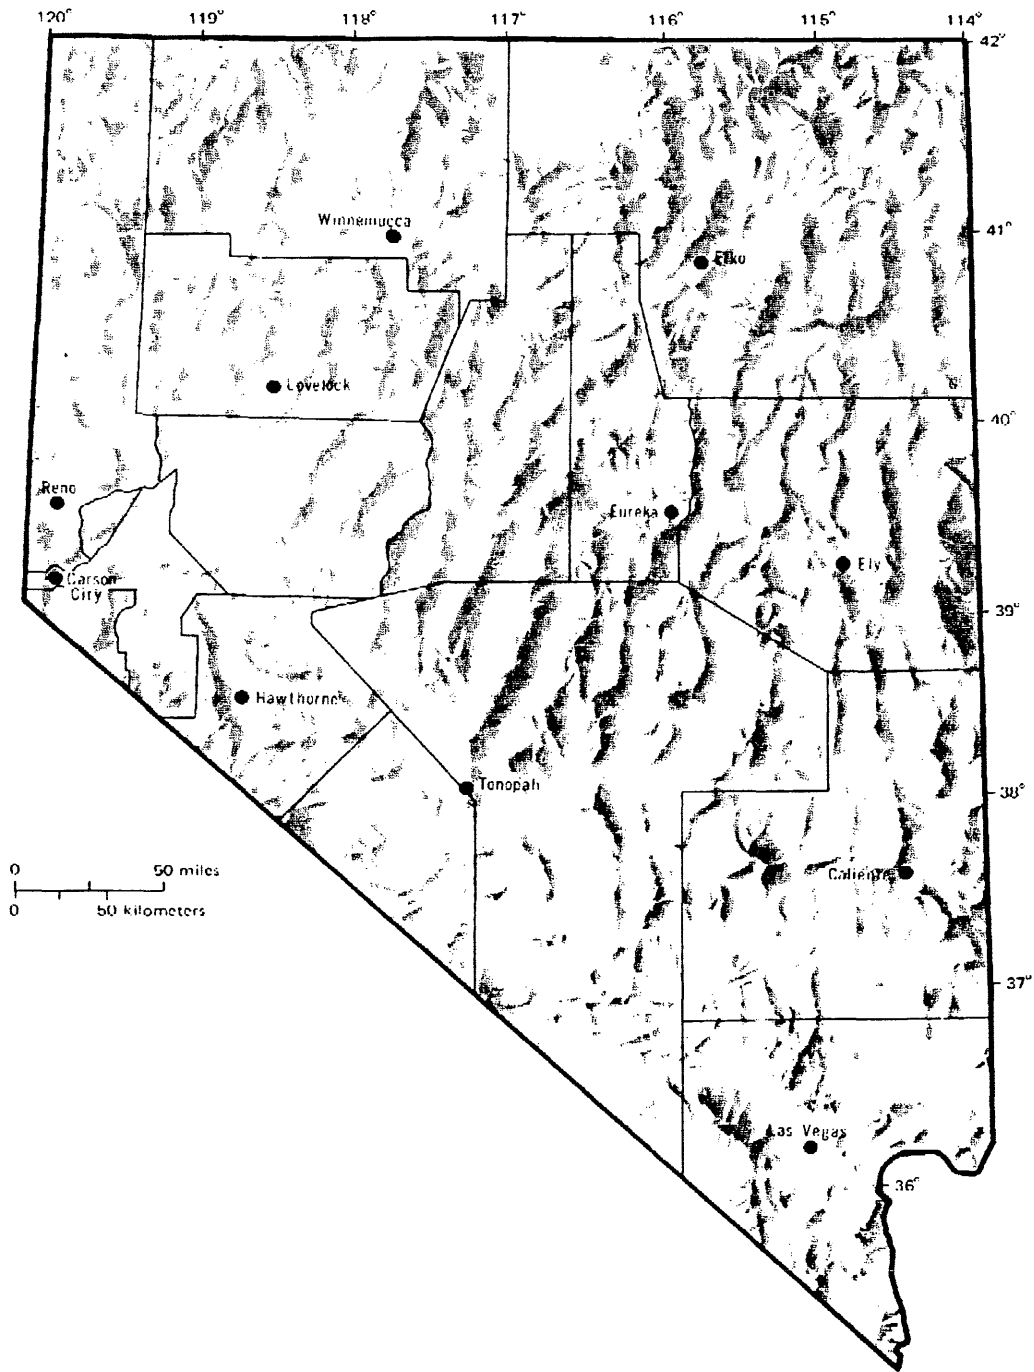 120° 119° 118° 117° 116° 115° 114°
42°
Winnemucca
41°
Elko
Lovelock
40°
Reno
Eureka
Carson
City
Ely
39°
Hawthorne
Tonopah
38°
0 50 miles
0 50 kilometers
Caliente
37°
Las Vegas
36°